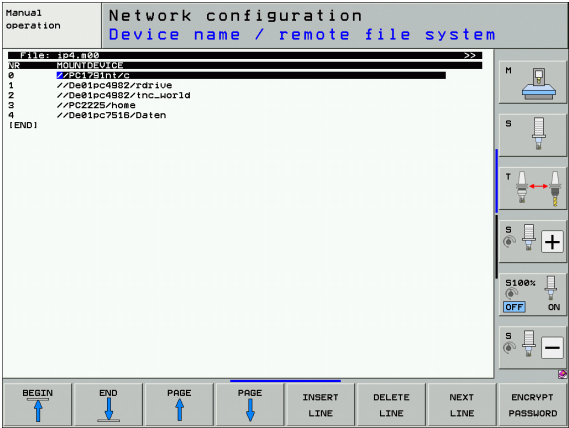 Manual
operation
Network configuration
Device name / remote file system
File: ip4.m00 >>
NR MOUNTDEVICE
0 //PC1791nt/c
1 //De01pc4982/rdrive
2 //De01pc4982/tnc_world
3 //PC2225/home
4 //De01pc7516/Daten
[END]
M
S
T
S
+
S100%
OFF ON
S
−
BEGIN
END
PAGE
PAGE
INSERT
LINE
DELETE
LINE
NEXT
LINE
ENCRYPT
PASSWORD